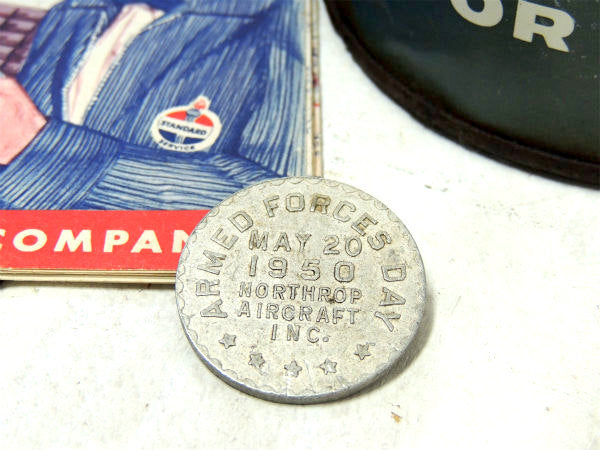 OR
STANDARD
SERVICE
COMPAN
ARMED FORCES DAY
MAY 20
1950
NORTHROP
AIRCRAFT
INC.